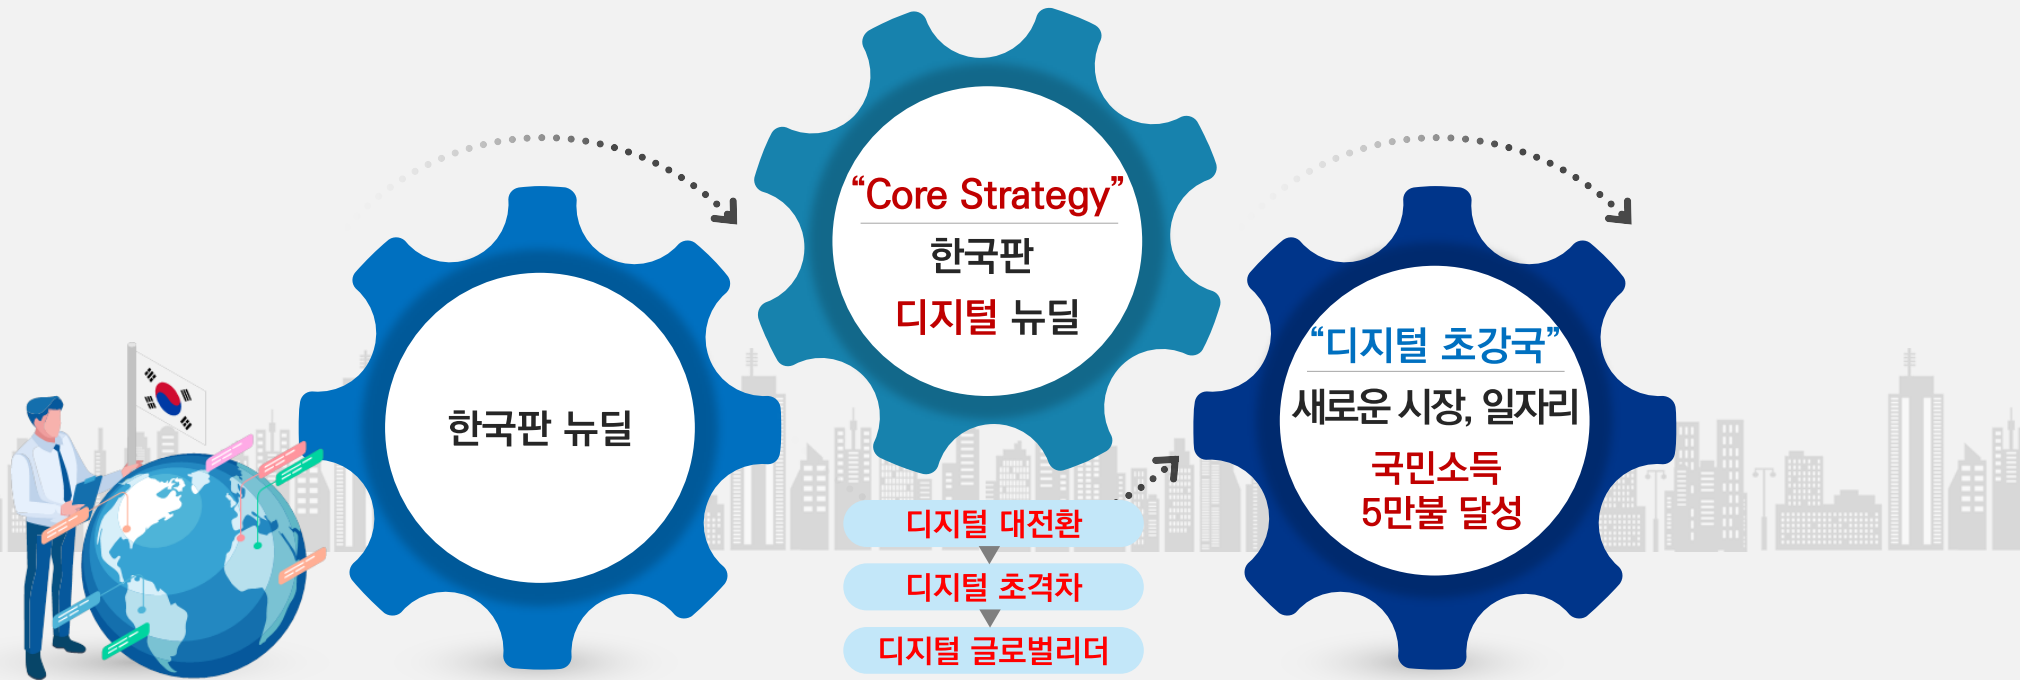 한국판 뉴딜
“Core Strategy”
한국판
디지털 뉴딜
디지털 대전환
디지털 초격차
디지털 글로벌리더
“디지털 초강국”
새로운 시장, 일자리
국민소득
5만불 달성